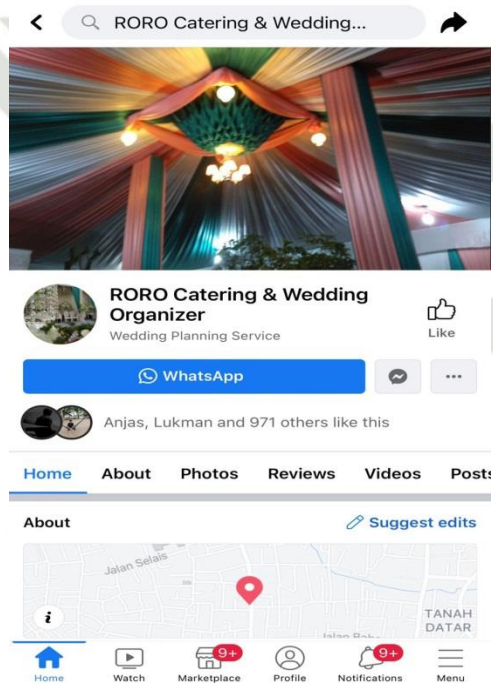 RORO Catering & Wedding...
RORO Catering & Wedding
Organizer
Wedding Planning Service
Like
WhatsApp
...
Anjas, Lukman and 971 others like this
Home About Photos Reviews Videos Posts
About
Suggest edits
Jalan Selais
i
TANAH
DATAR
9+
9+
Home Watch Marketplace Profile Notifications Menu